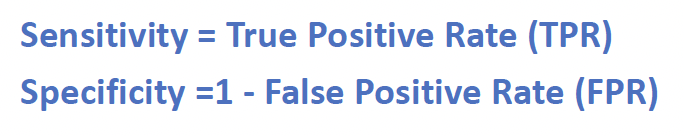 Sensitivity = True Positive Rate (TPR)
Specificity =1 - False Positive Rate (FPR)